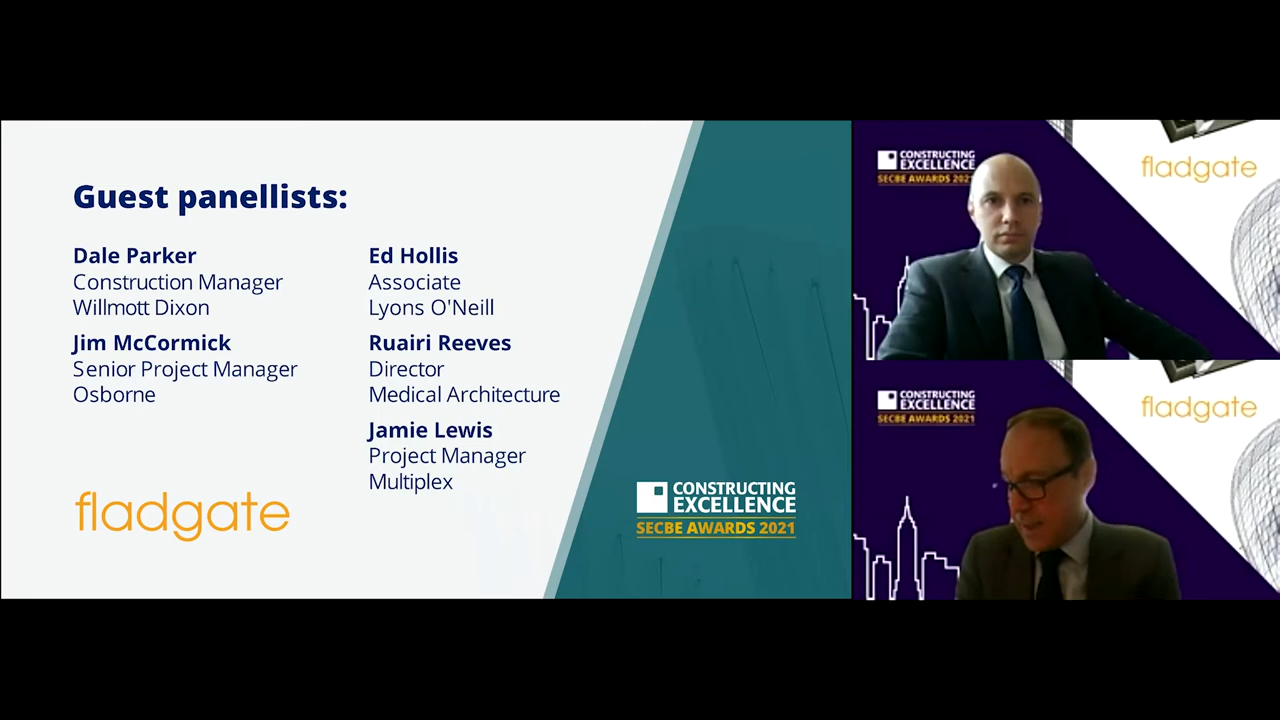 Guest panellists:
Dale Parker
Construction Manager
Willmott Dixon
Jim McCormick
Senior Project Manager
Osborne
Ed Hollis
Associate
Lyons O'Neill
Ruairi Reeves
Director
Medical Architecture
Jamie Lewis
Project Manager
Multiplex
fladgate
CONSTRUCTING
EXCELLENCE
SECBE AWARDS 2021
CONSTRUCTING
EXCELLENCE
SECBE AWARDS 2021
fladgate
CONSTRUCTING
EXCELLENCE
SECBE AWARDS 2021
fladgate